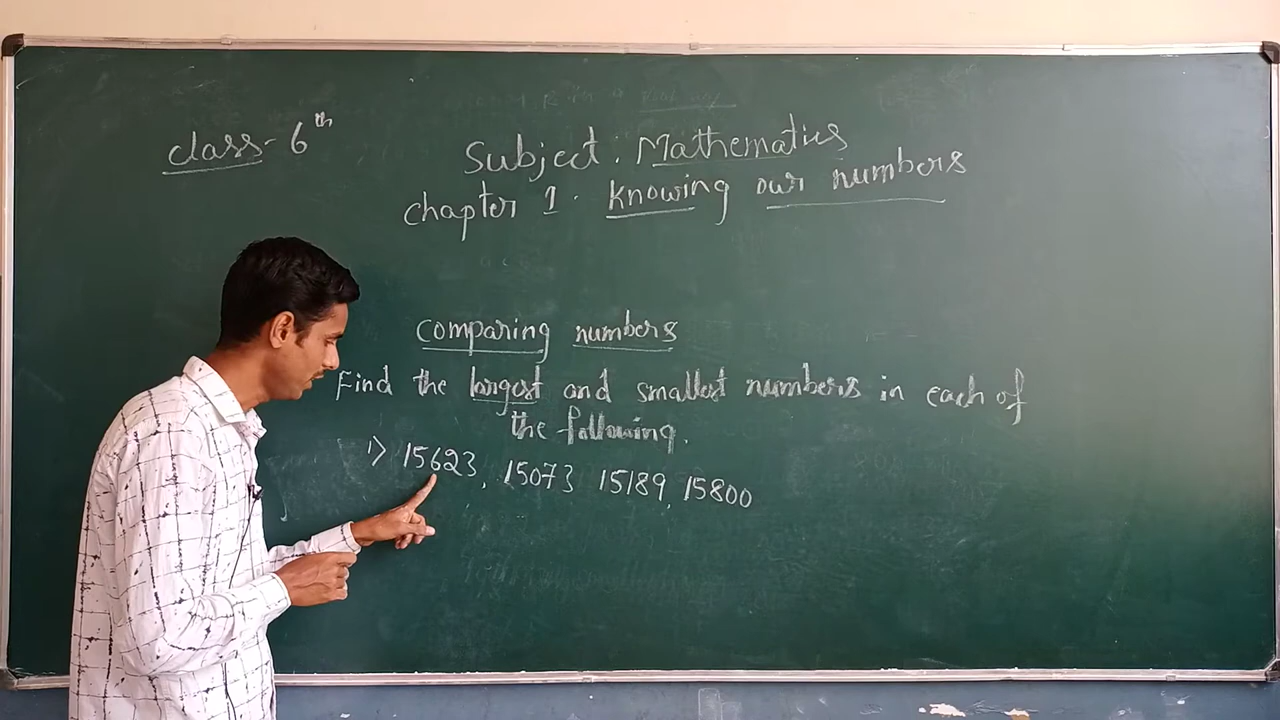 class- 6th
Subject. Mathematics
chapter 1. Knowing our numbers
comparing numbers
Find the largest and smallest numbers in each of
the following.
1> 15623, 15073 15189, 15800